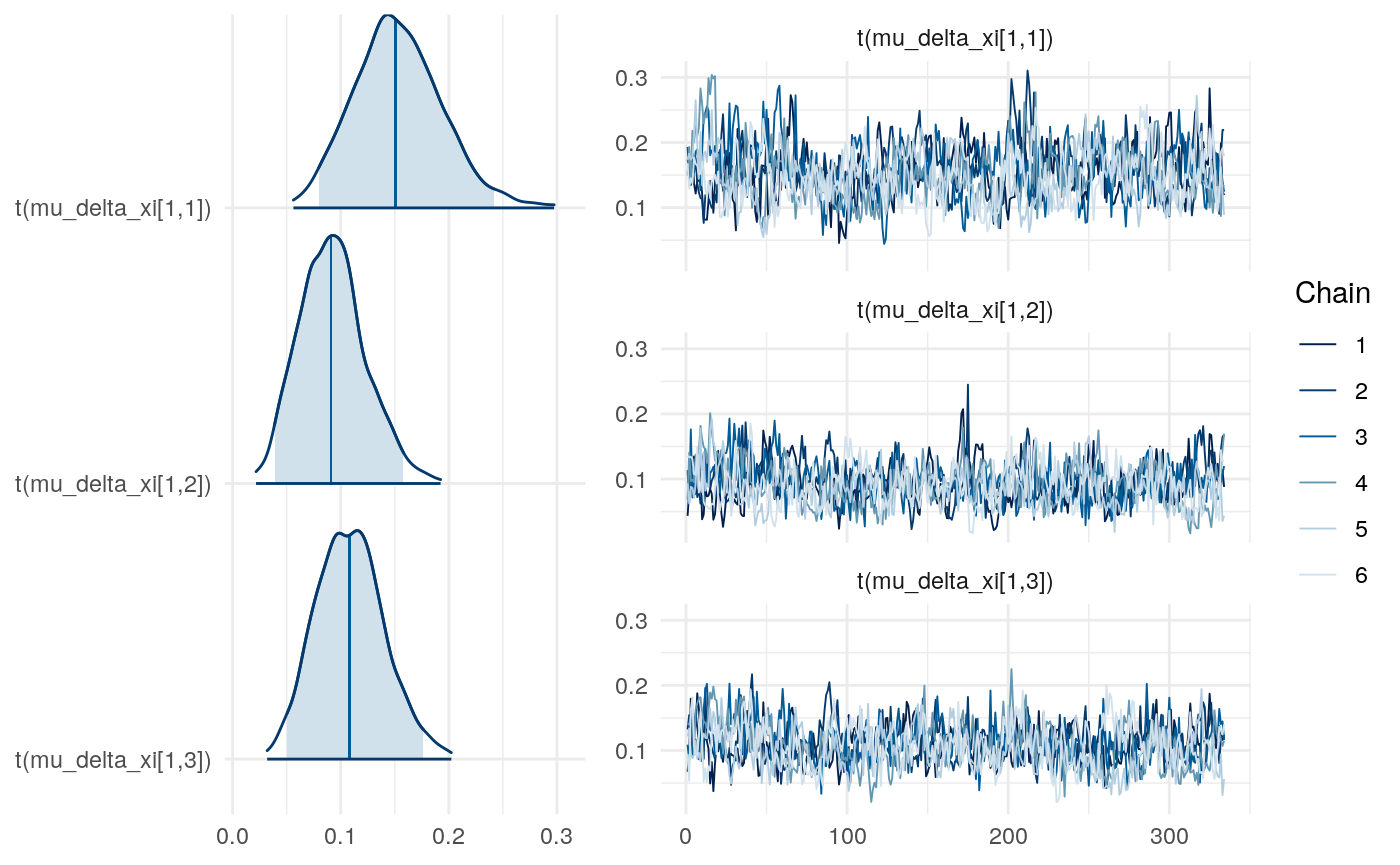 t(mu_delta_xi[1,1])
t(mu_delta_xi[1,2])
t(mu_delta_xi[1,3])
0.0 0.1 0.2 0.3
t(mu_delta_xi[1,1])
0.3
0.2
0.1
t(mu_delta_xi[1,2])
0.3
0.2
0.1
t(mu_delta_xi[1,3])
0.3
0.2
0.1
0 100 200 300
Chain
1
2
3
4
5
6